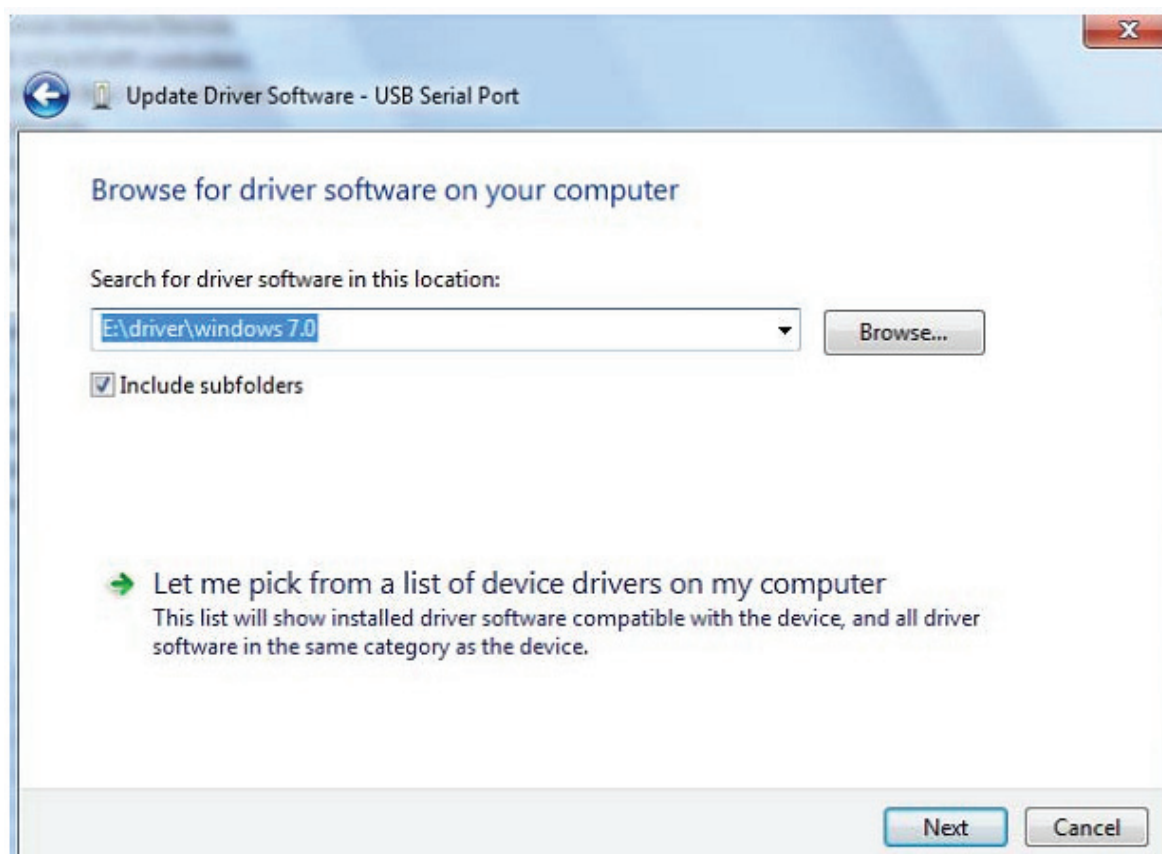 Update Driver Software - USB Serial Port
Browse for driver software on your computer
Search for driver software in this location:
E:\driver\windows 7.0
Browse...
Include subfolders
Let me pick from a list of device drivers on my computer
This list will show installed driver software compatible with the device, and all driver
software in the same category as the device.
Next
Cancel